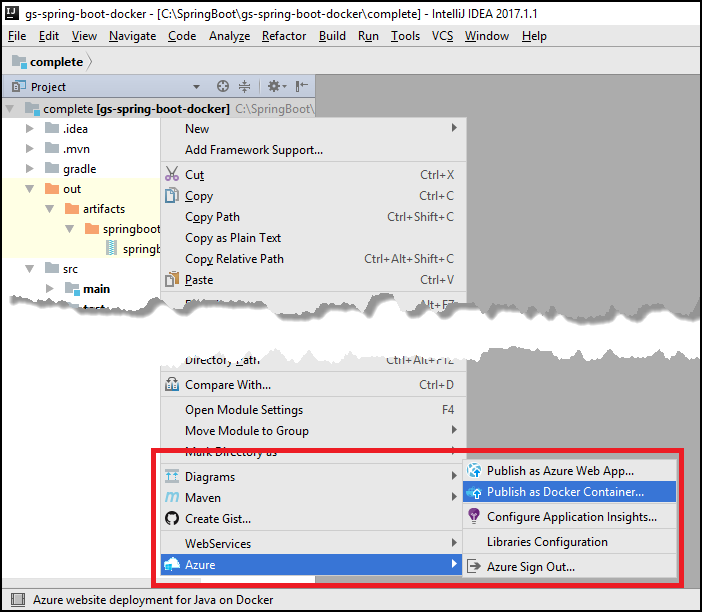 gs-spring-boot-docker - [C:\SpringBoot\gs-spring-boot-docker\complete] - IntelliJ IDEA 2017.1.1
File Edit View Navigate Code Analyze Refactor Build Run Tools VCS Window Help
complete
Project
complete [gs-spring-boot-docker] C:\SpringBoot\
.idea
.mvn
gradle
out
artifacts
springboot
springb
src
main
New
Add Framework Support...
Cut Ctrl+X
Copy Ctrl+C
Copy Path Ctrl+Shift+C
Copy as Plain Text
Copy Relative Path Ctrl+Alt+Shift+C
Paste Ctrl+V
Directory Path Ctrl+Alt+F12
Compare With... Ctrl+D
Open Module Settings F4
Move Module to Group
Mark Directory as
Diagrams
Maven
Create Gist...
WebServices
Azure
Publish as Azure Web App...
Publish as Docker Container...
Configure Application Insights...
Libraries Configuration
Azure Sign Out...
Azure website deployment for Java on Docker